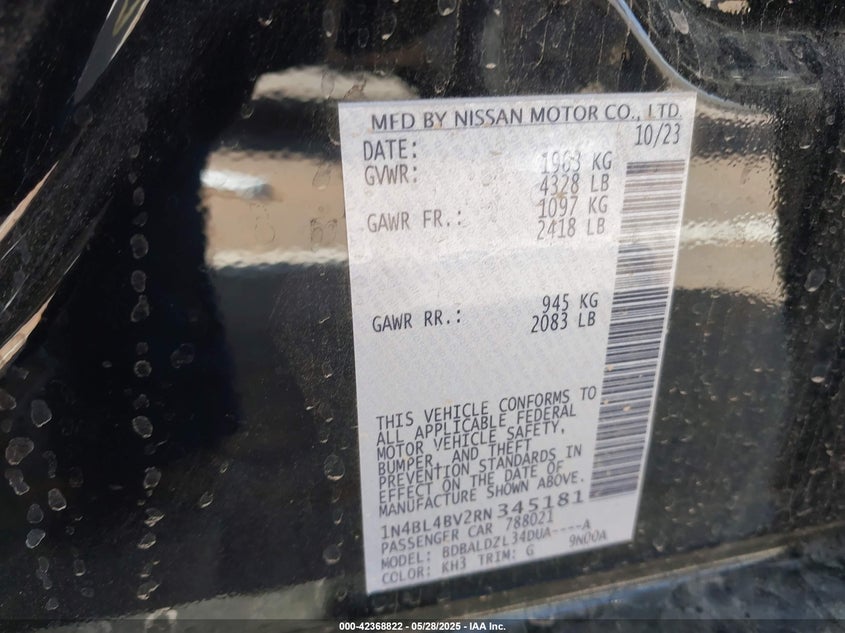 MFD BY NISSAN MOTOR CO., LTD.
DATE: 10/23
GVWR: 1963 KG
4328 LB
GAWR FR.: 1097 KG
2418 LB
GAWR RR.: 945 KG
2083 LB
THIS VEHICLE CONFORMS TO
ALL APPLICABLE FEDERAL
MOTOR VEHICLE SAFETY,
BUMPER, AND THEFT
PREVENTION STANDARDS IN
EFFECT ON THE DATE OF
MANUFACTURE SHOWN ABOVE.
1N4BL4BV2RN345181
PASSENGER CAR 788021
MODEL: BDBALDZL34DUA----A
COLOR: KH3 TRIM: G 9N00A
000-42368822 - 05/28/2025 - IAA Inc.